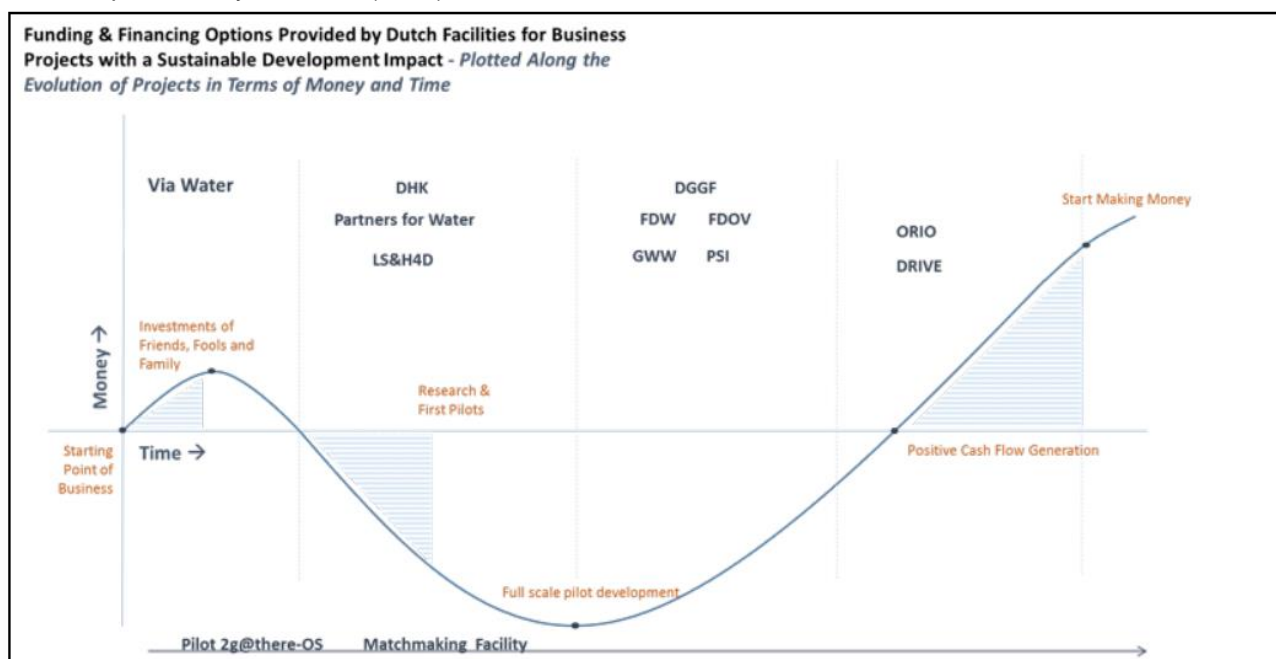 Funding & Financing Options Provided by Dutch Facilities for Business
Projects with a Sustainable Development Impact - Plotted Along the
Evolution of Projects in Terms of Money and Time
Via Water
DHK
DGGF
Start Making Money
Partners for Water
FDW FDOV
ORIO
LS&H4D
GWW PSI
DRIVE
Investments of
Friends, Fools and
Family
Money →
Research &
First Pilots
Starting
Point of
Business
Time →
Positive Cash Flow Generation
Full scale pilot development
Pilot 2g@there-OS Matchmaking Facility